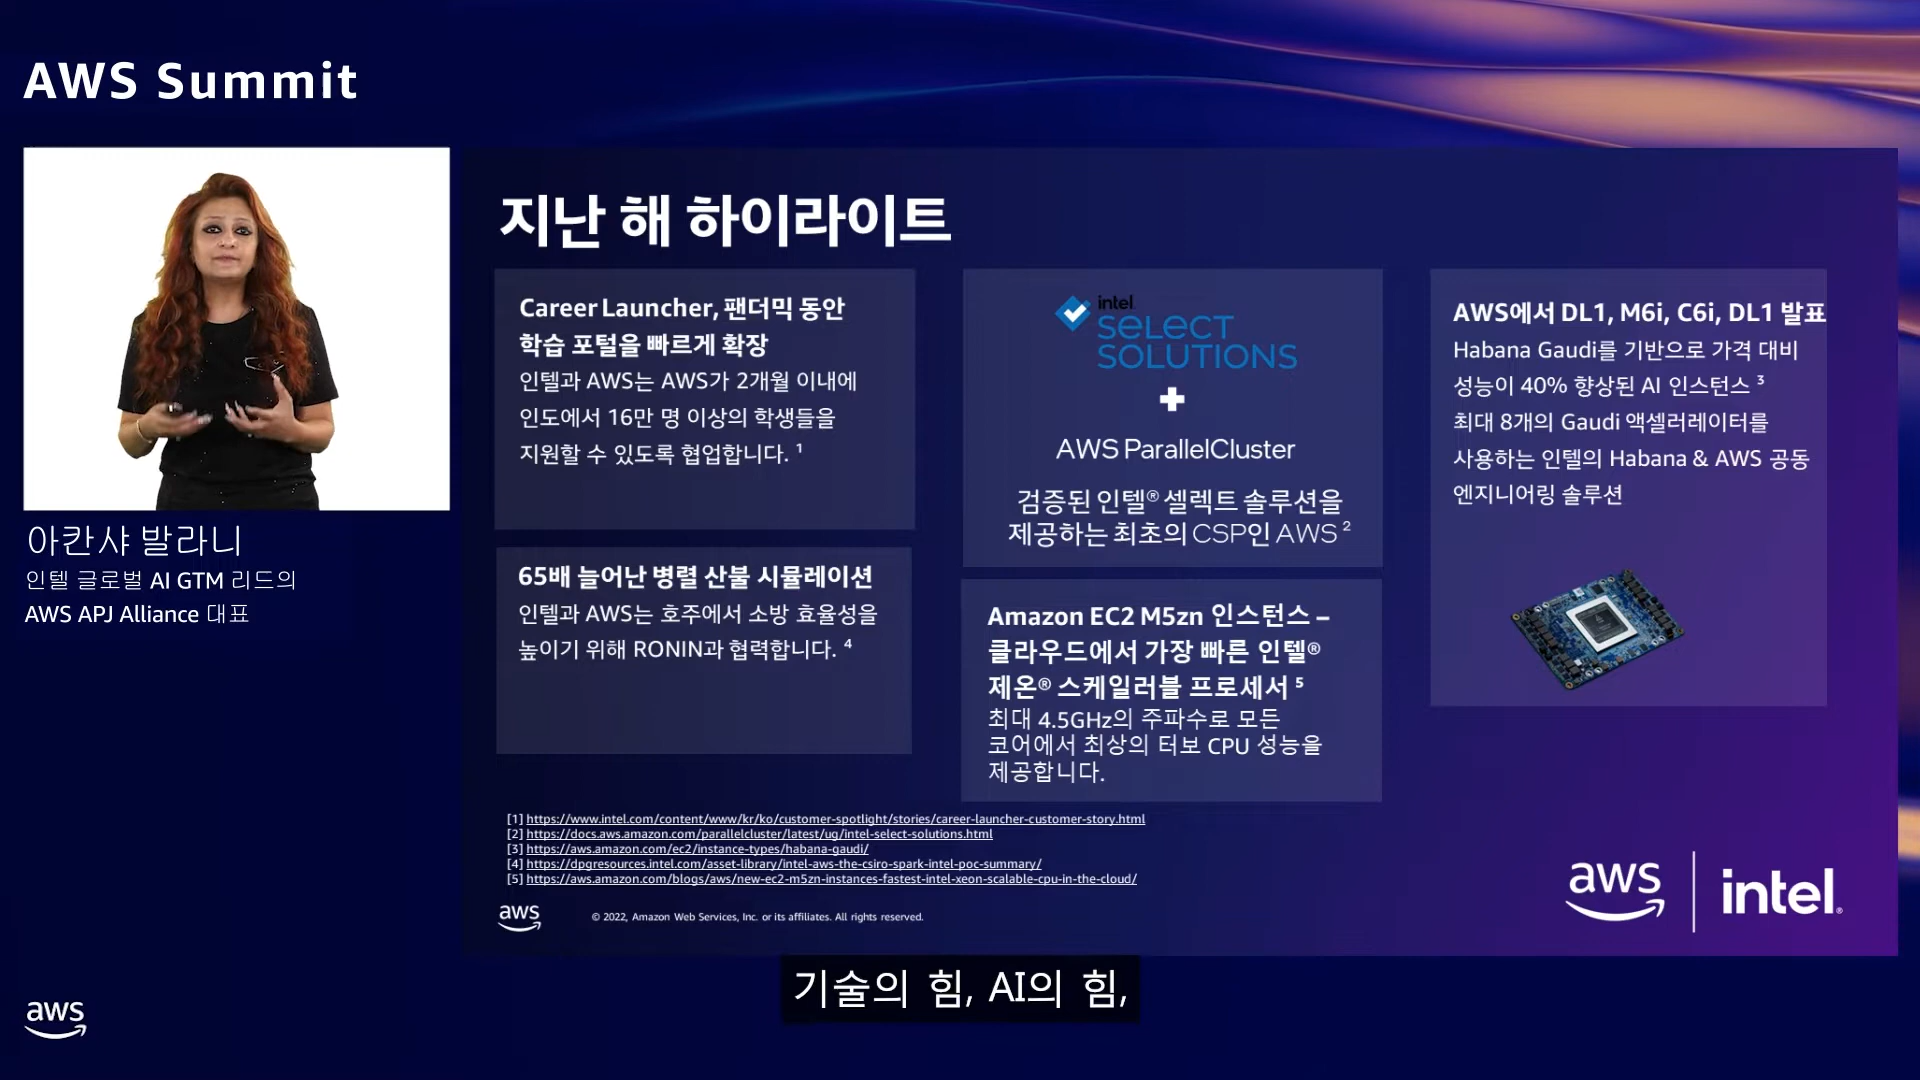 AWS Summit
아칸샤 발라니
인텔 글로벌 AI GTM 리드의
AWS APJ Alliance 대표
지난 해 하이라이트
Career Launcher, 팬더믹 동안
학습 포털을 빠르게 확장
인텔과 AWS는 AWS가 2개월 이내에
인도에서 16만 명 이상의 학생들을
지원할 수 있도록 협업합니다. ¹
65배 늘어난 병렬 산불 시뮬레이션
인텔과 AWS는 호주에서 소방 효율성을
높이기 위해 RONIN과 협력합니다. ⁴
intel.
SELECT
SOLUTIONS
AWS ParallelCluster
검증된 인텔® 셀렉트 솔루션을
제공하는 최초의 CSP인 AWS ²
Amazon EC2 M5zn 인스턴스 –
클라우드에서 가장 빠른 인텔®
제온® 스케일러블 프로세서 ⁵
최대 4.5GHz의 주파수로 모든
코어에서 최상의 터보 CPU 성능을
제공합니다.
AWS에서 DL1, M6i, C6i, DL1 발표
Habana Gaudi를 기반으로 가격 대비
성능이 40% 향상된 AI 인스턴스 ³
최대 8개의 Gaudi 액셀러레이터를
사용하는 인텔의 Habana & AWS 공동
엔지니어링 솔루션
[1] https://www.intel.com/content/www/kr/ko/customer-spotlight/stories/career-launcher-customer-story.html
[2] https://docs.aws.amazon.com/parallelcluster/latest/ug/intel-select-solutions.html
[3] https://aws.amazon.com/ec2/instance-types/habana-gaudi/
[4] https://dpgresources.intel.com/asset-library/intel-aws-the-csiro-spark-intel-poc-summary/
[5] https://aws.amazon.com/blogs/aws/new-ec2-m5zn-instances-fastest-intel-xeon-scalable-cpu-in-the-cloud/
aws
© 2022, Amazon Web Services, Inc. or its affiliates. All rights reserved.
aws
intel.
기술의 힘, AI의 힘,
aws